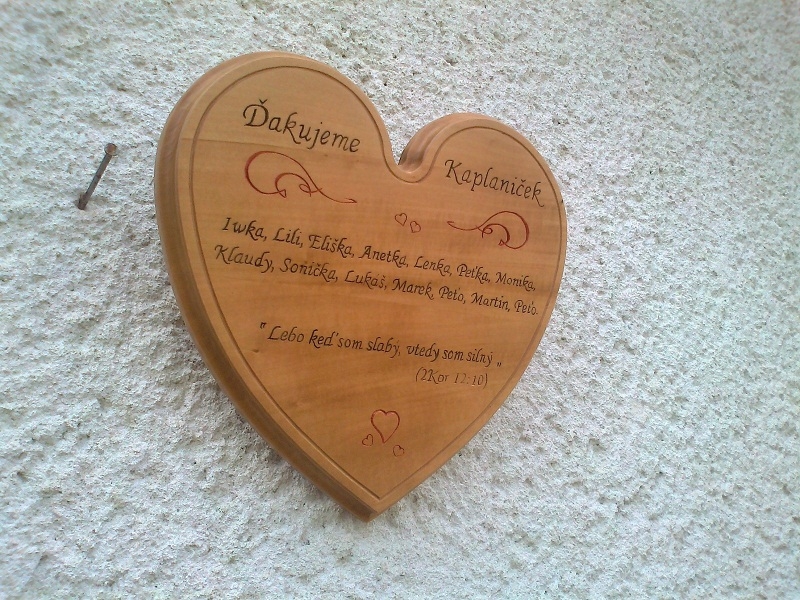 Ďakujeme Kaplaniček
Iwka, Lili, Eliška, Anetka, Lenka, Peťka, Monika,
Klaudy, Sonička, Lukáš, Marek, Peťo, Martin, Peťo.
" Lebo keď som slabý, vtedy som silný „
(2Kor 12:10)